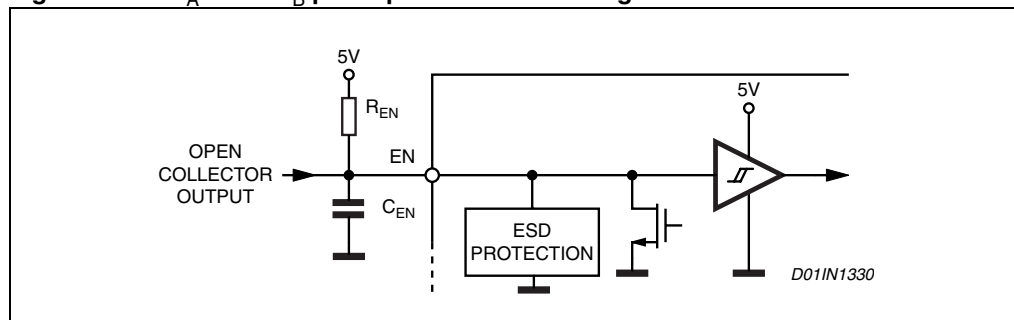 5V
R_EN
EN
OPEN
COLLECTOR
OUTPUT
C_EN
5V
ESD
PROTECTION
D01IN1330